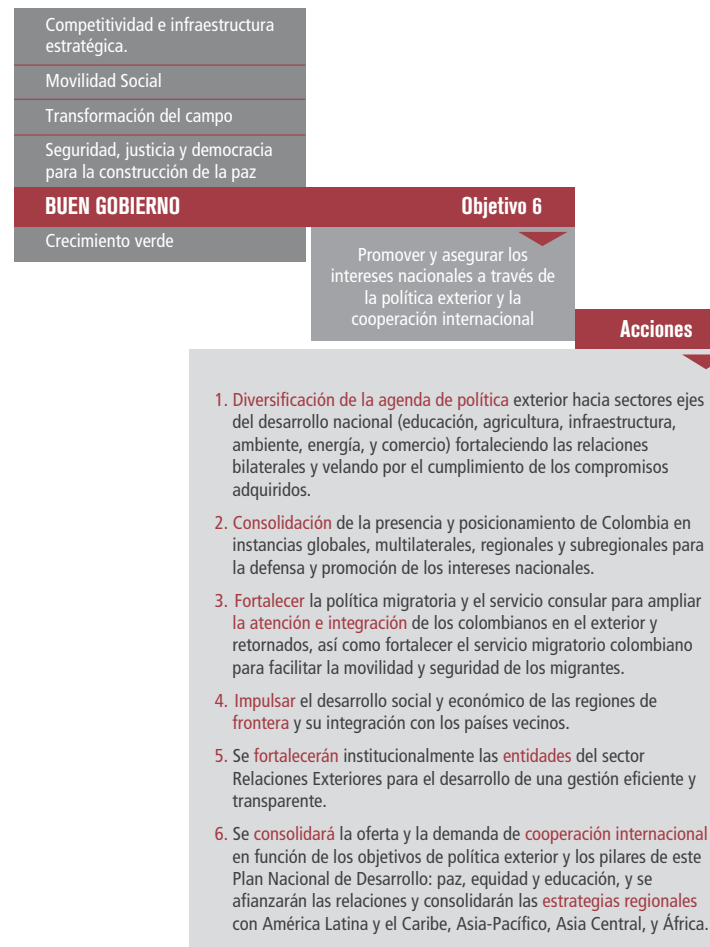 Competitividad e infraestructura
estratégica.
Movilidad Social
Transformación del campo
Seguridad, justicia y democracia
para la construcción de la paz
BUEN GOBIERNO
Objetivo 6
Crecimiento verde
Promover y asegurar los
intereses nacionales a través de
la política exterior y la
cooperación internacional
Acciones
1. Diversificación de la agenda de política exterior hacia sectores ejes
del desarrollo nacional (educación, agricultura, infraestructura,
ambiente, energía, y comercio) fortaleciendo las relaciones
bilaterales y velando por el cumplimiento de los compromisos
adquiridos.
2. Consolidación de la presencia y posicionamiento de Colombia en
instancias globales, multilaterales, regionales y subregionales para
la defensa y promoción de los intereses nacionales.
3. Fortalecer la política migratoria y el servicio consular para ampliar
la atención e integración de los colombianos en el exterior y
retornados, así como fortalecer el servicio migratorio colombiano
para facilitar la movilidad y seguridad de los migrantes.
4. Impulsar el desarrollo social y económico de las regiones de
frontera y su integración con los países vecinos.
5. Se fortalecerán institucionalmente las entidades del sector
Relaciones Exteriores para el desarrollo de una gestión eficiente y
transparente.
6. Se consolidará la oferta y la demanda de cooperación internacional
en función de los objetivos de política exterior y los pilares de este
Plan Nacional de Desarrollo: paz, equidad y educación, y se
afianzarán las relaciones y consolidarán las estrategias regionales
con América Latina y el Caribe, Asia-Pacífico, Asia Central, y África.